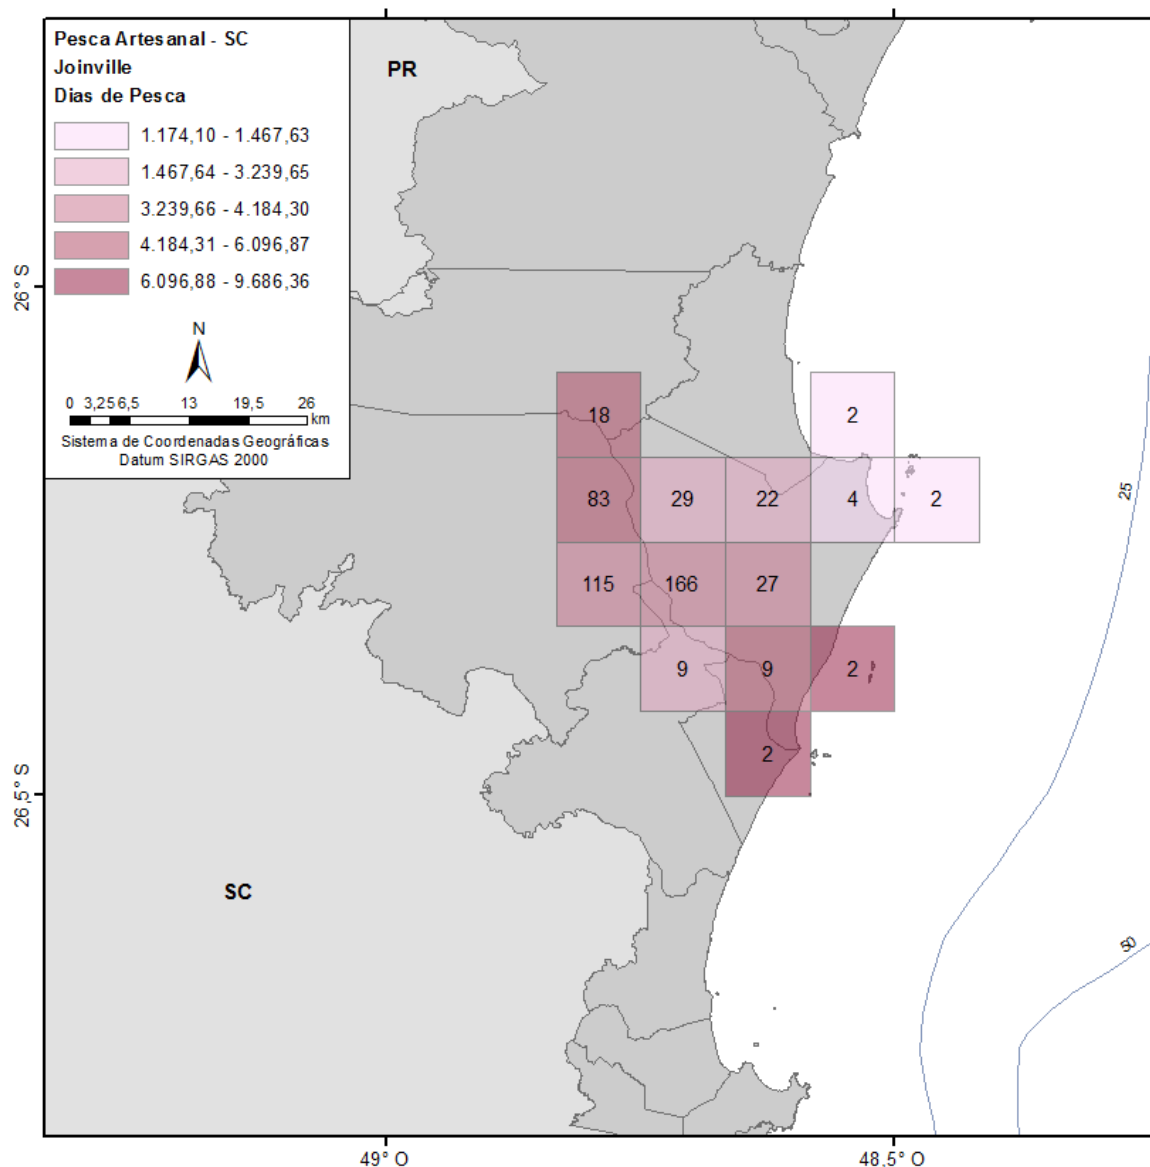 Pesca Artesanal - SC
Joinville
Dias de Pesca
1.174,10 - 1.467,63
1.467,64 - 3.239,65
3.239,66 - 4.184,30
4.184,31 - 6.096,87
6.096,88 - 9.686,36
N
0 3,25 6,5 13 19,5 26
km
Sistema de Coordenadas Geográficas
Datum SIRGAS 2000
PR
26° S
18 2
83 29 22 4 2
25
115 166 27
9 9 2
2
26,5° S
SC
50
49° O 48,5° O